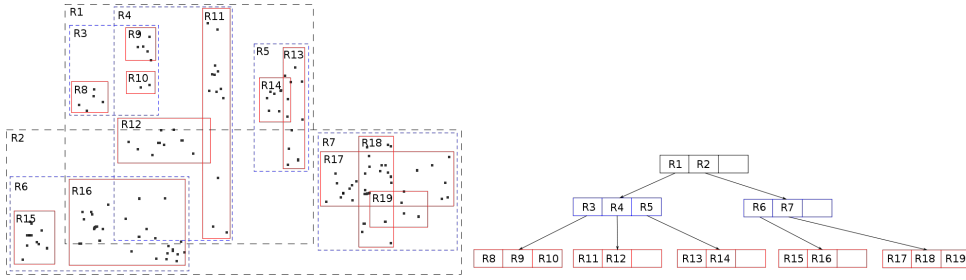 R1
R4
R11
R3
R9
R5
R13
R10
R14
R8
R12
R2
R7
R18
R17
R6
R16
R19
R15
R1 R2
R3 R4 R5
R6 R7
R8 R9 R10
R11 R12
R13 R14
R15 R16
R17 R18 R19